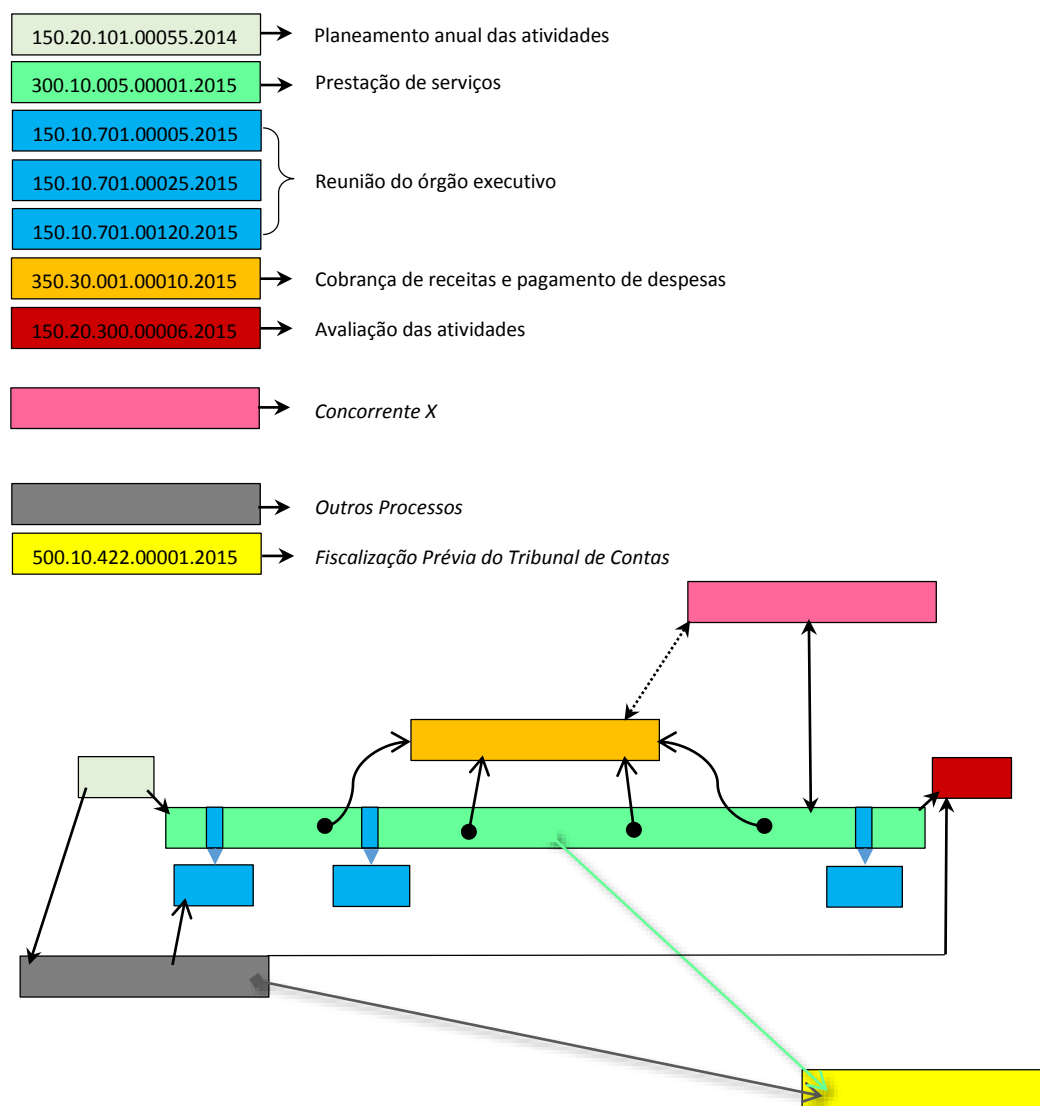 150.20.101.00055.2014 Planeamento anual das atividades
300.10.005.00001.2015 Prestação de serviços
150.10.701.00005.2015
150.10.701.00025.2015 Reunião do órgão executivo
150.10.701.00120.2015
350.30.001.00010.2015 Cobrança de receitas e pagamento de despesas
150.20.300.00006.2015 Avaliação das atividades
Concorrente X
Outros Processos
500.10.422.00001.2015 Fiscalização Prévia do Tribunal de Contas